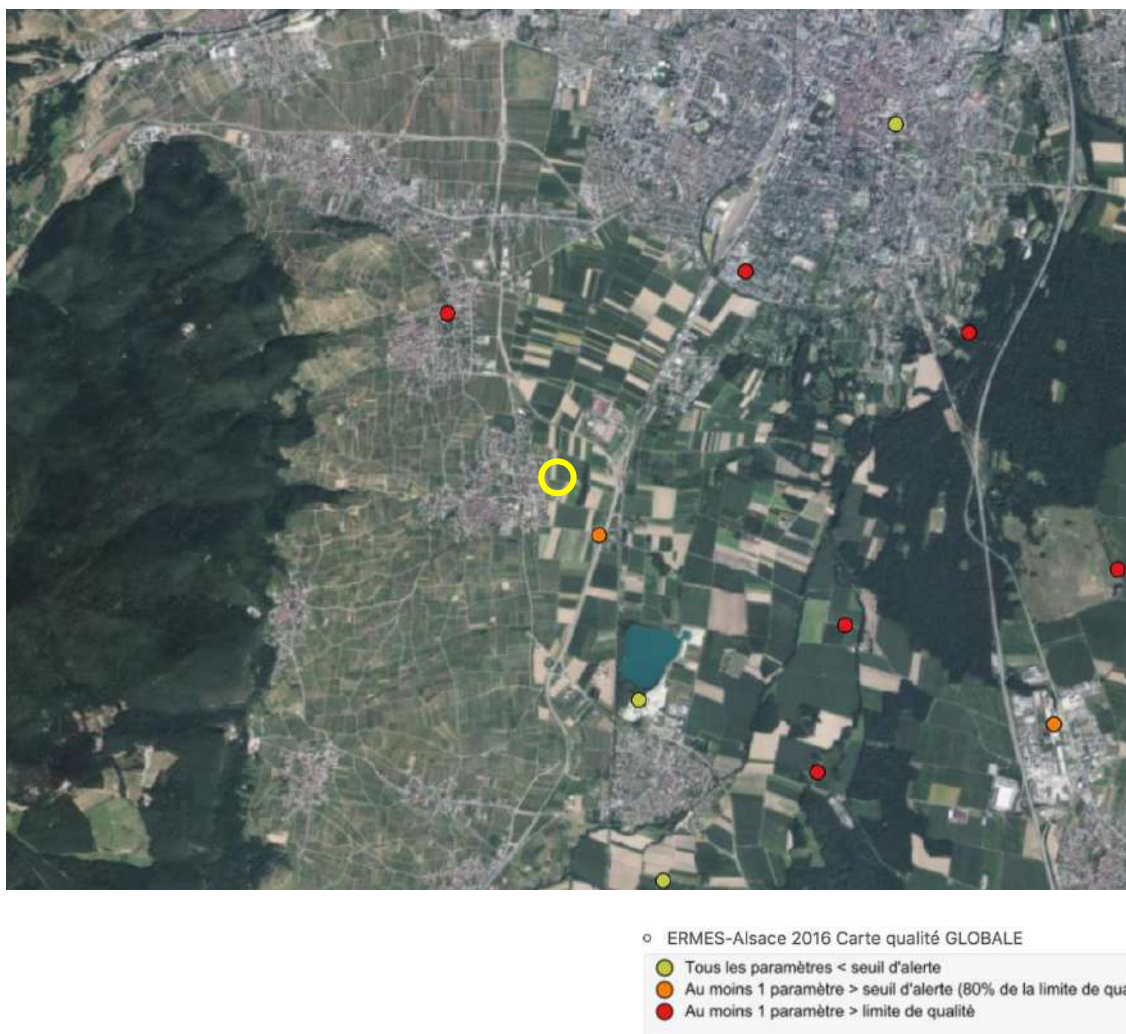 ERMES-Alsace 2016 Carte qualité GLOBALE
Tous les paramètres < seuil d'alerte
Au moins 1 paramètre > seuil d'alerte (80% de la limite de qua
Au moins 1 paramètre > limite de qualité